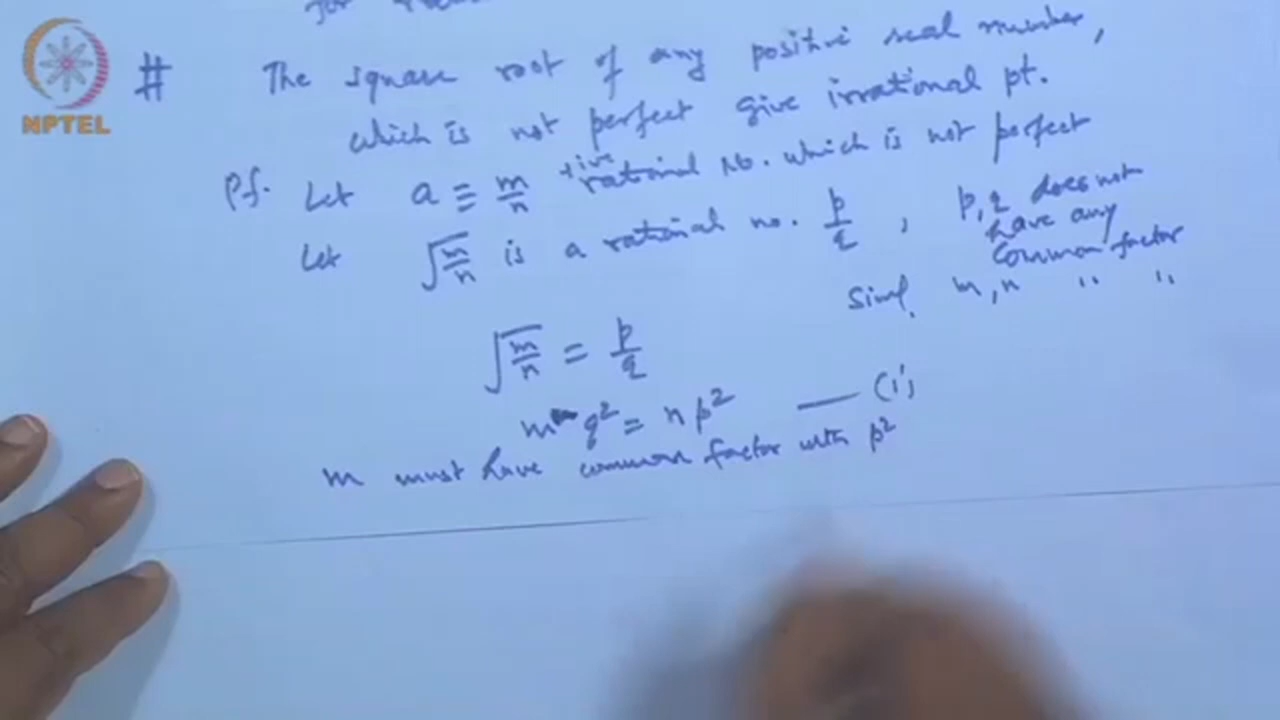 for
NPTEL
# The square root of any positive real number,
which is not perfect give irrational pt.
Pf. Let a = m/n +ive rational no. which is not perfect
Let √(m/n) is a rational no. p/q , p,q does not
have any
common factor
Siml. m,n " "
√(m/n) = p/q
m q² = n p² —— (1)
m must have common factor with p²